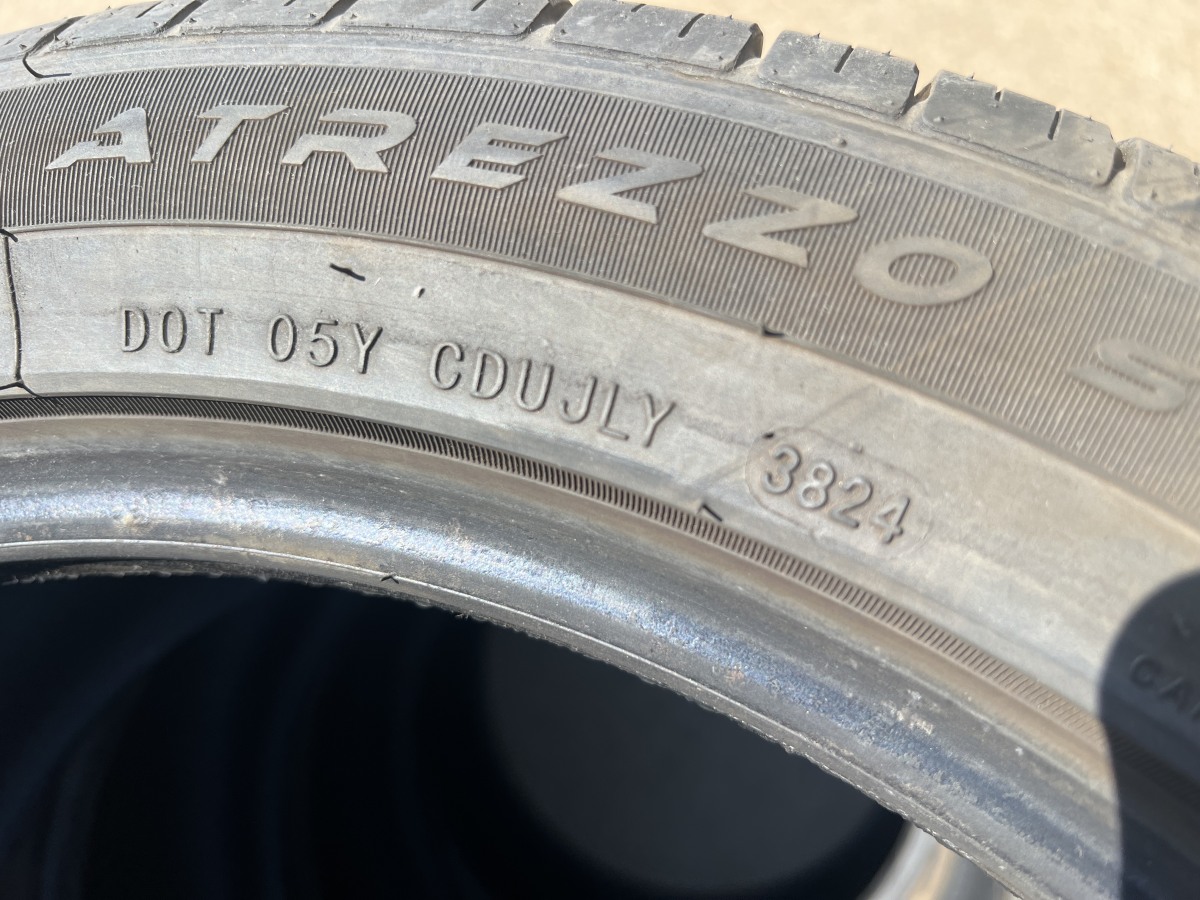 ATREZZO S
DOT 05Y CDUJLY 3824